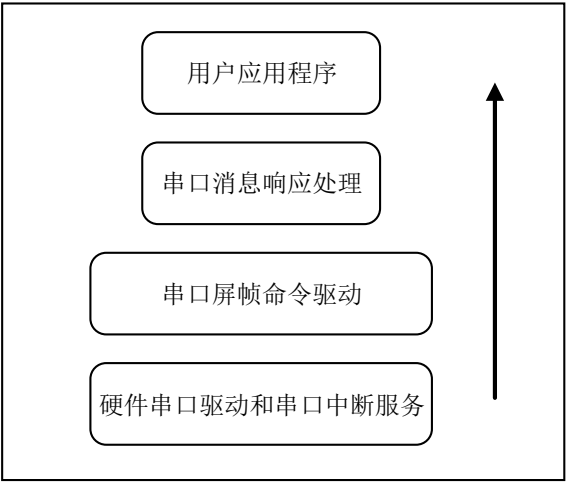 用户应用程序
串口消息响应处理
串口屏帧命令驱动
硬件串口驱动和串口中断服务